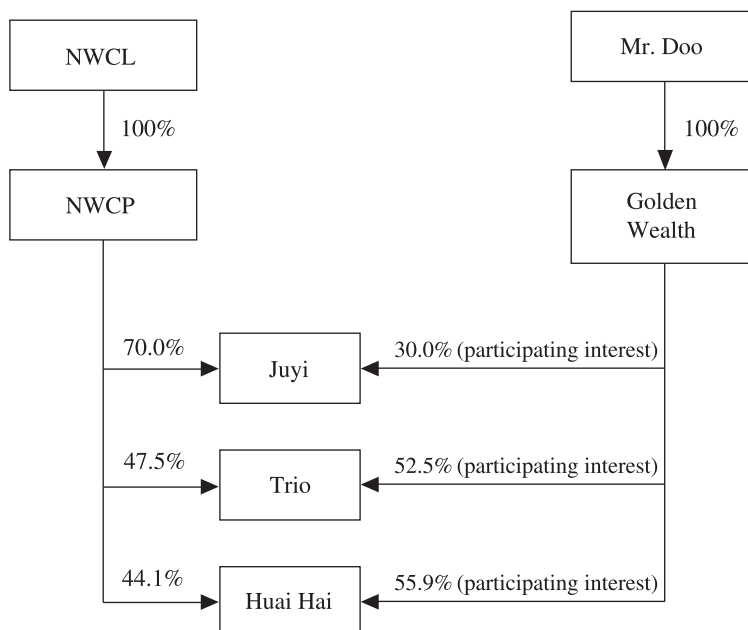 NWCL
Mr. Doo
100%
100%
NWCP
Golden
Wealth
70.0%
30.0% (participating interest)
Juyi
47.5%
52.5% (participating interest)
Trio
44.1%
55.9% (participating interest)
Huai Hai